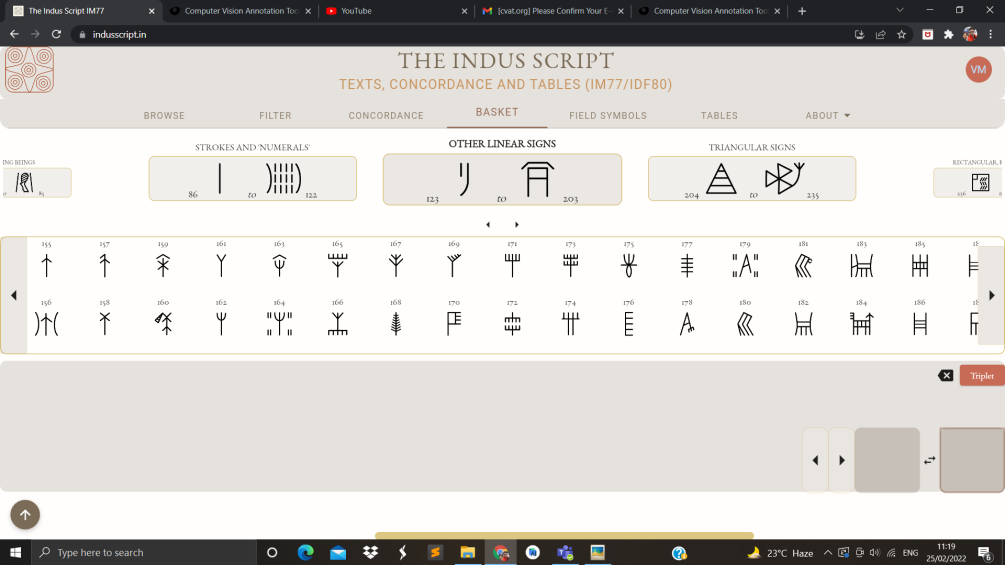 The Indus Script IM77
Computer Vision Annotation Too
YouTube
[cvat.org] Please Confirm Your E-
Computer Vision Annotation Too
indusscript.in
THE INDUS SCRIPT
TEXTS, CONCORDANCE AND TABLES (IM77/IDF80)
VM
BROWSE FILTER CONCORDANCE BASKET FIELD SYMBOLS TABLES ABOUT
ING BEINGS
85
STROKES AND 'NUMERALS'
86 to 122
OTHER LINEAR SIGNS
123 to 203
TRIANGULAR SIGNS
204 to 235
RECTANGULAR,
236
155 157 159 161 163 165 167 169 171 173 175 177 179 181 183 185
156 158 160 162 164 166 168 170 172 174 176 178 180 182 184 186
Triplet
Type here to search
23°C Haze
ENG
11:19
25/02/2022
6